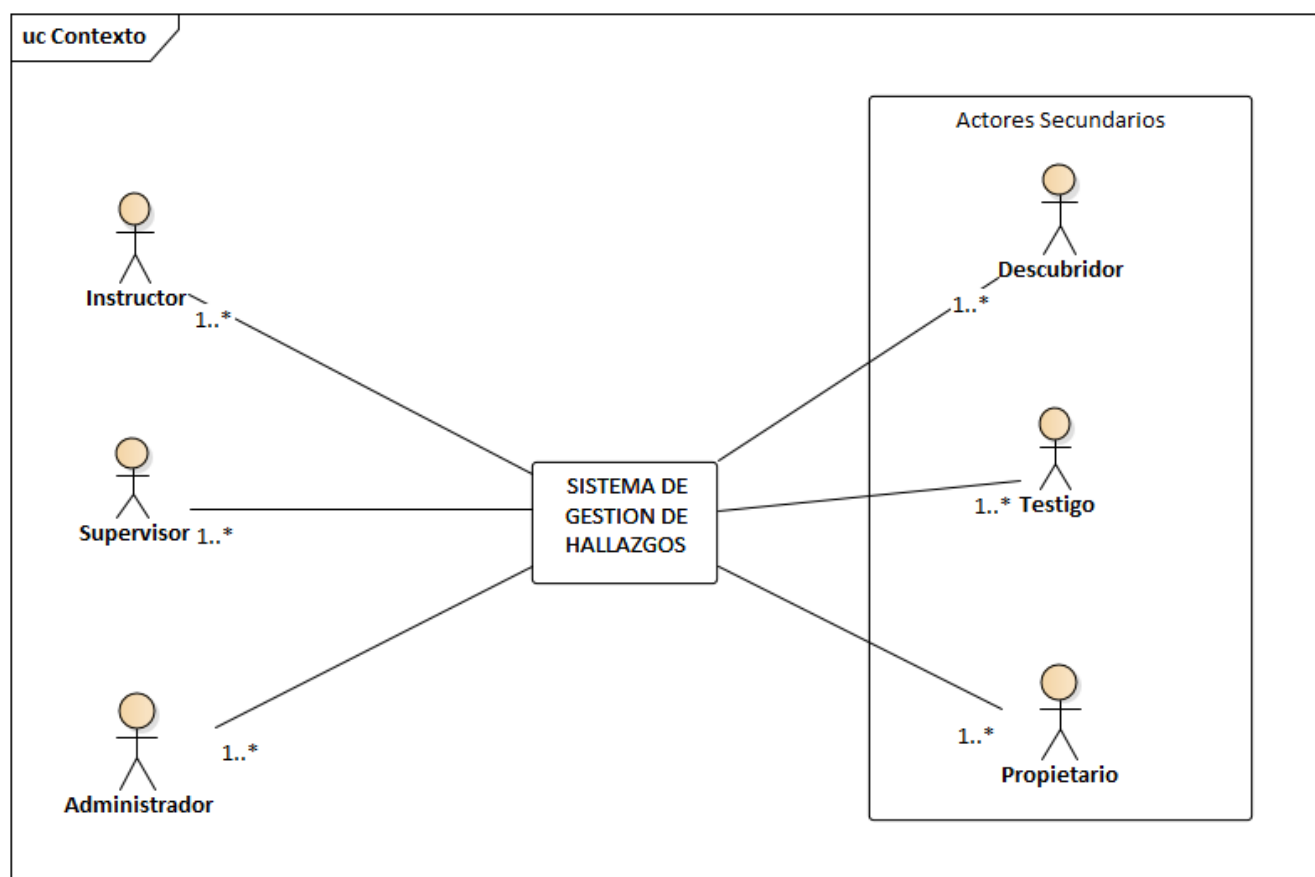 uc Contexto
Actores Secundarios
Instructor
1..*
Descubridor
1..*
Supervisor
1..*
SISTEMA DE
GESTION DE
HALLAZGOS
Testigo
1..*
Administrador
1..*
Propietario
1..*